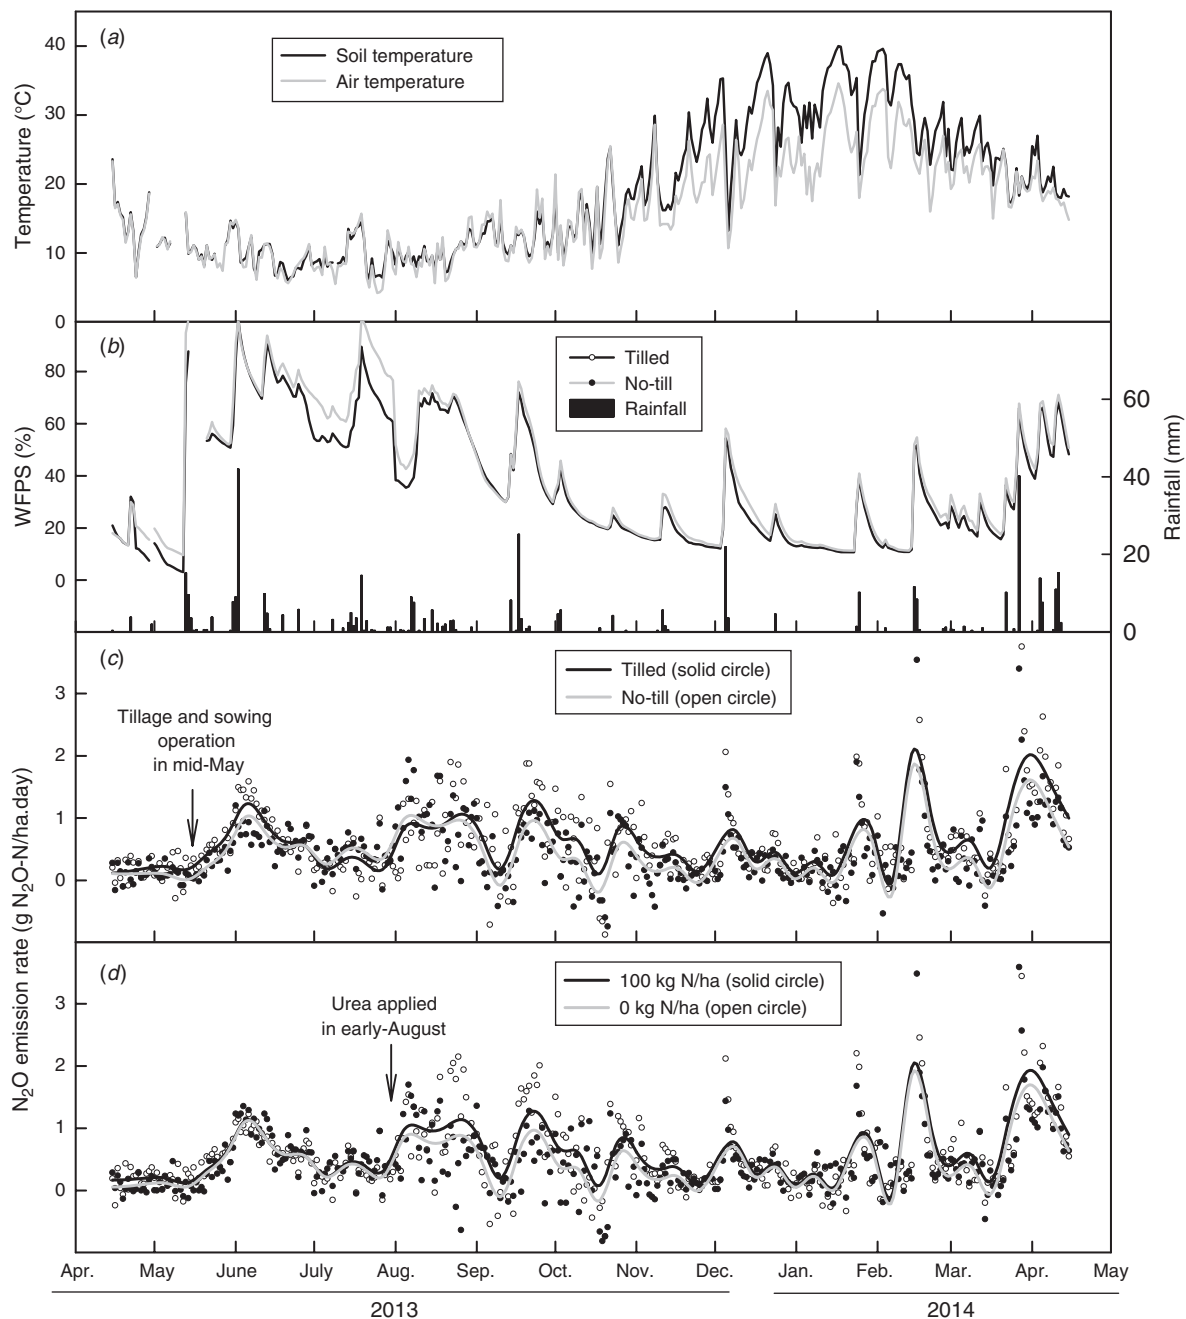 (a)
Soil temperature
Air temperature
40
30
20
10
0
Temperature (°C)
(b)
Tilled
No-till
Rainfall
80
60
40
20
0
WFPS (%)
60
40
20
0
Rainfall (mm)
(c)
Tilled (solid circle)
No-till (open circle)
Tillage and sowing
operation
in mid-May
3
2
1
0
N₂O emission rate (g N₂O-N/ha.day)
(d)
100 kg N/ha (solid circle)
0 kg N/ha (open circle)
Urea applied
in early-August
3
2
1
0
Apr. May June July Aug. Sep. Oct. Nov. Dec. Jan. Feb. Mar. Apr. May
2013 2014